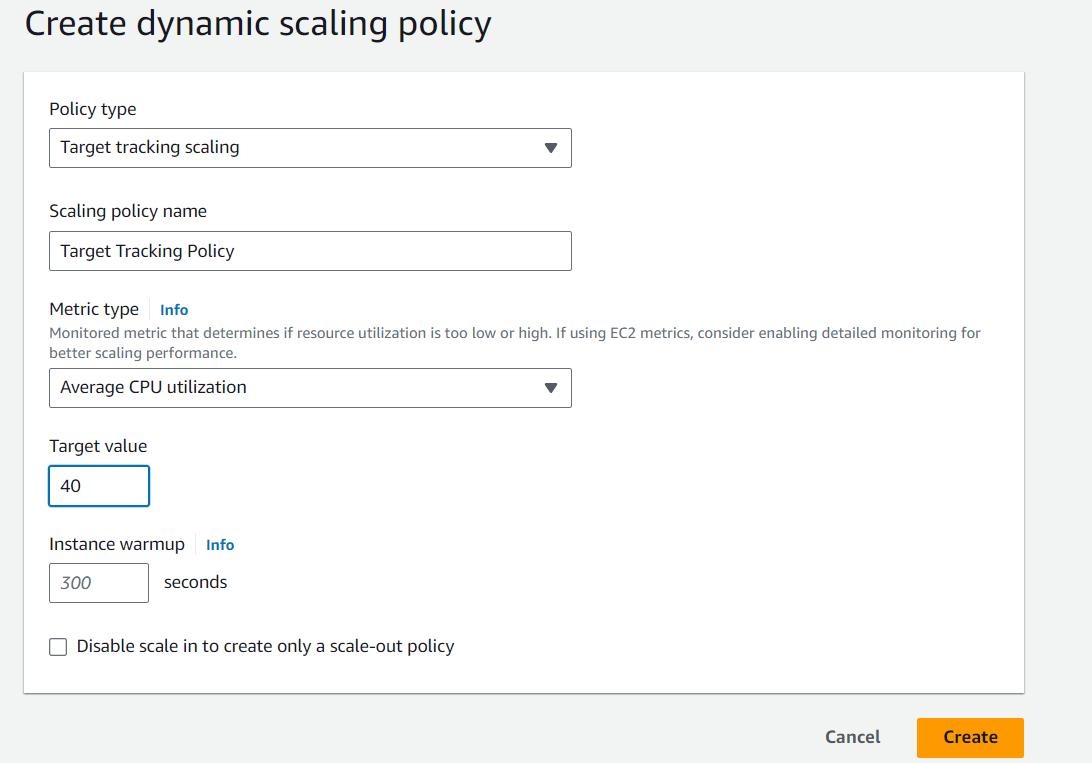 Create dynamic scaling policy
Policy type
Target tracking scaling
Scaling policy name
Target Tracking Policy
Metric type Info
Monitored metric that determines if resource utilization is too low or high. If using EC2 metrics, consider enabling detailed monitoring for
better scaling performance.
Average CPU utilization
Target value
40
Instance warmup Info
300 seconds
Disable scale in to create only a scale-out policy
Cancel Create